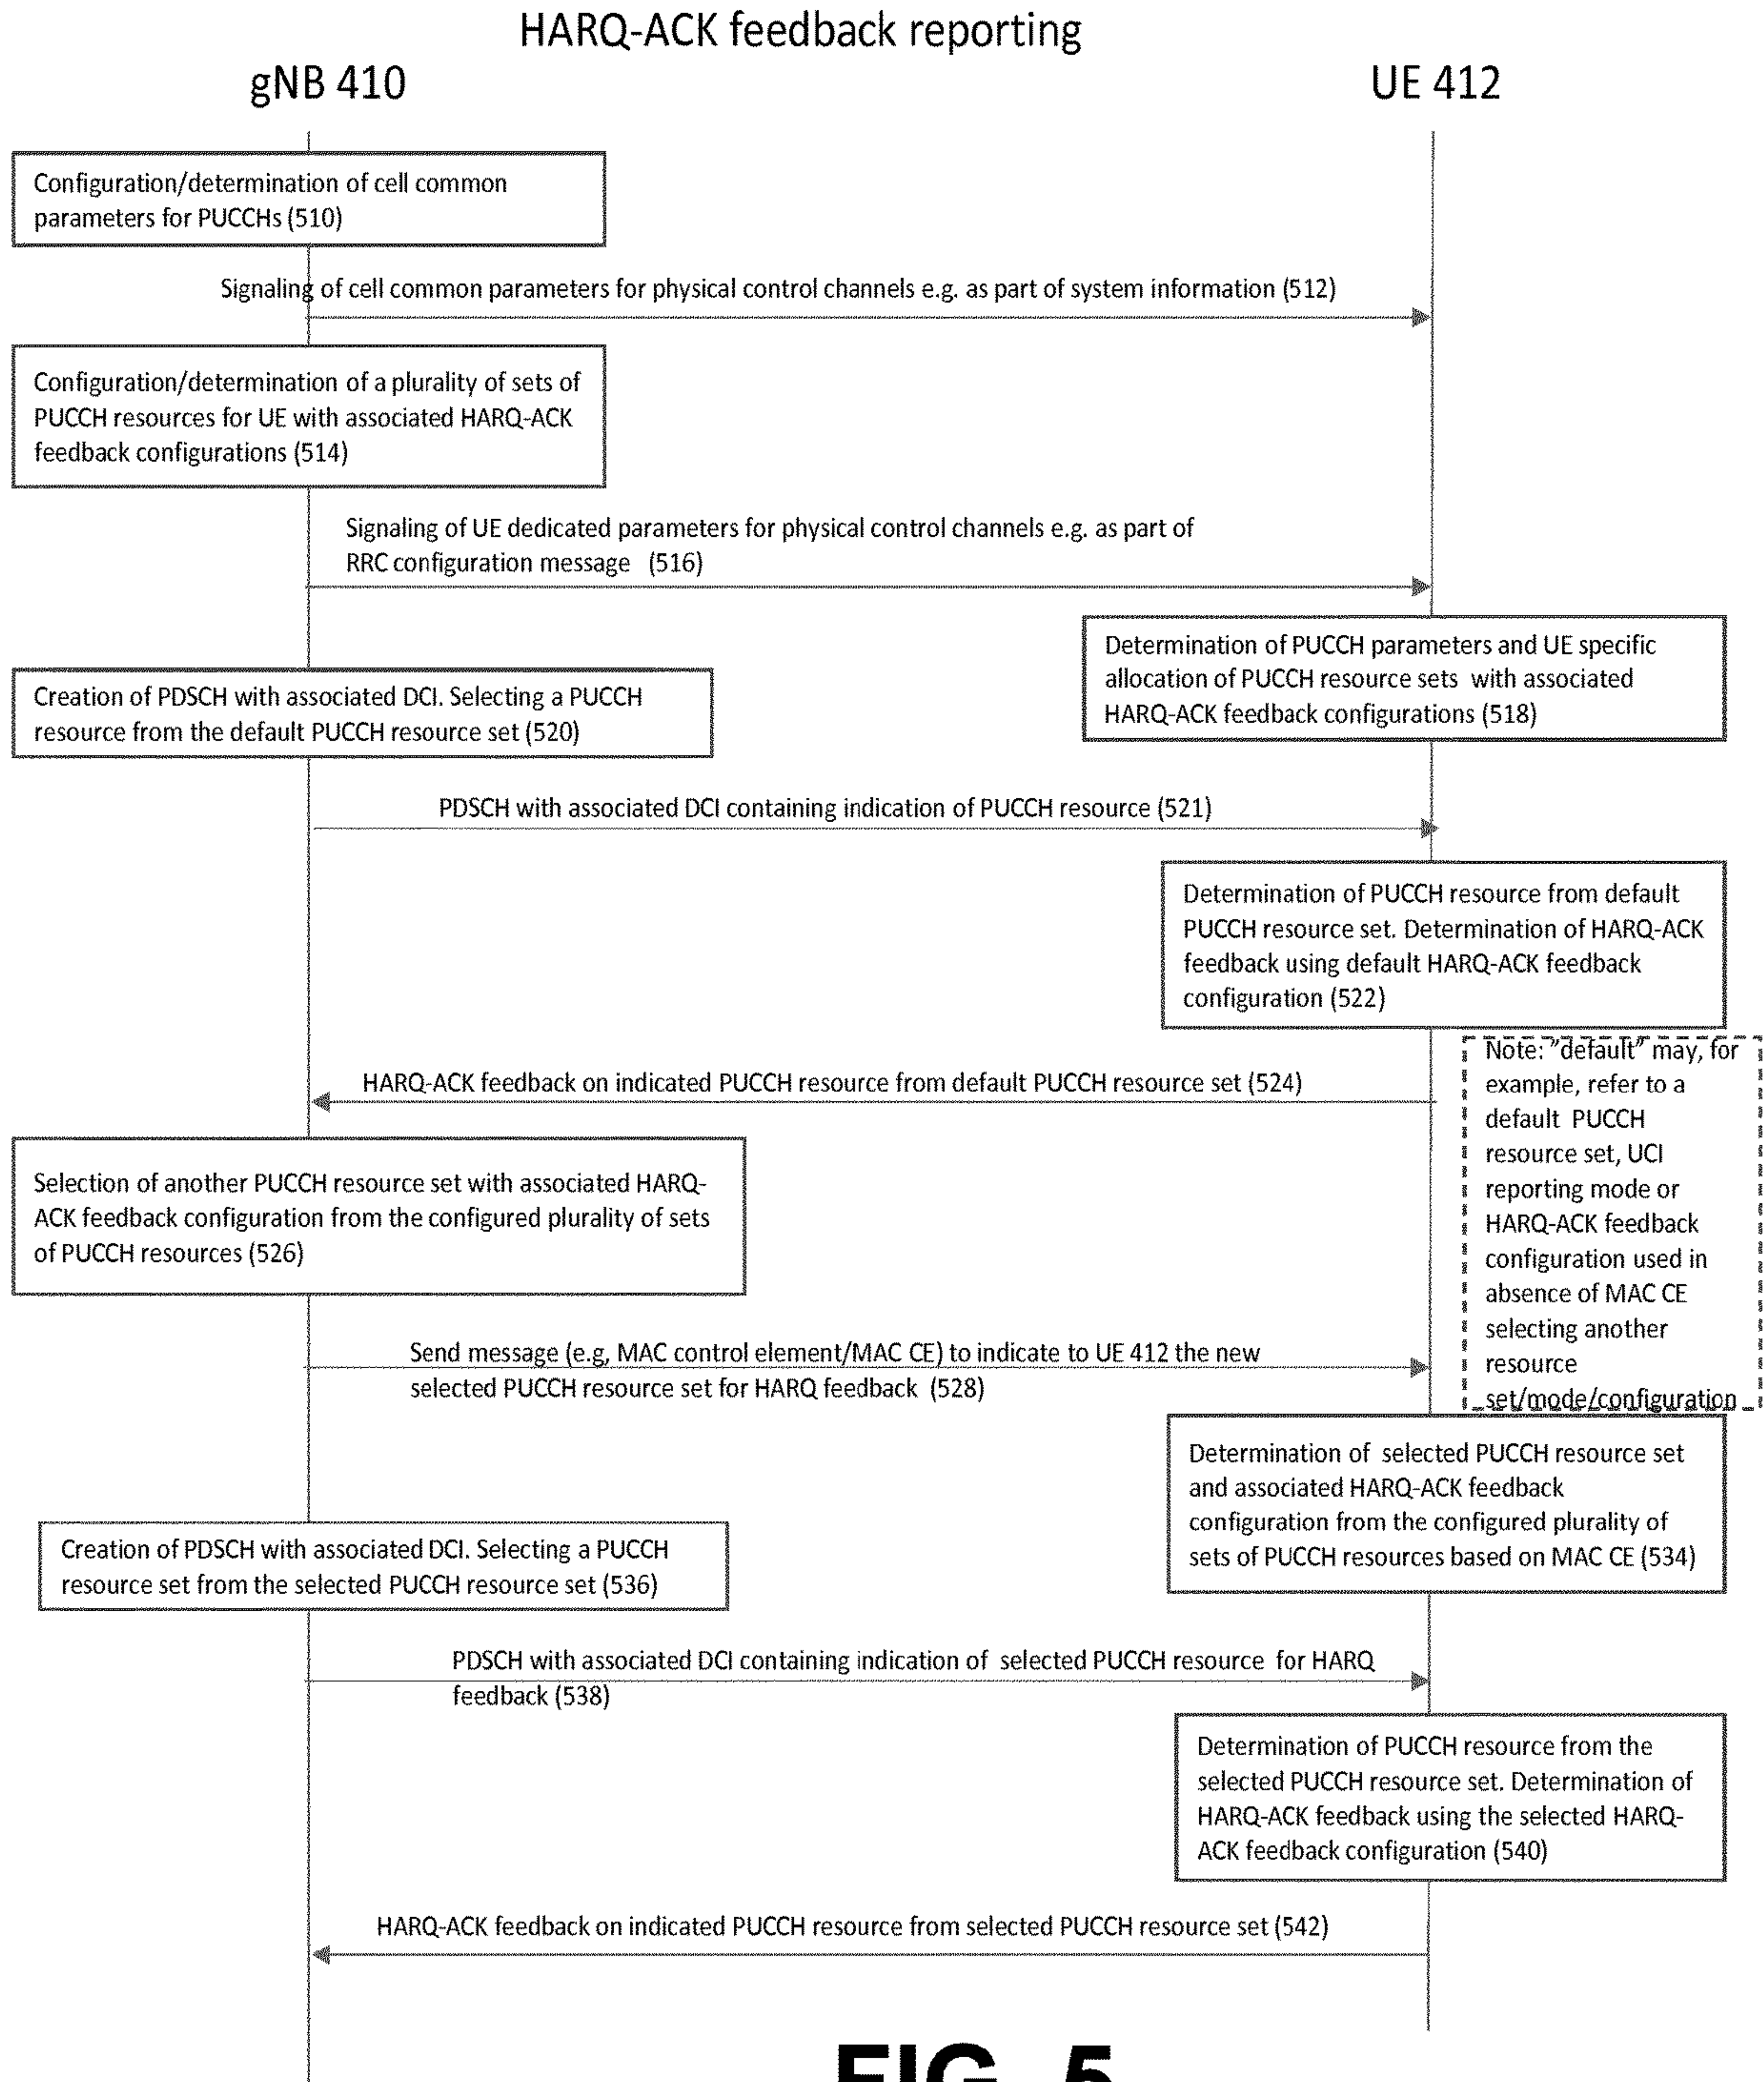 HARQ-ACK feedback reporting
gNB 410
UE 412
Configuration/determination of cell common
parameters for PUCCHs (510)
Signaling of cell common parameters for physical control channels e.g. as part of system information (512)
Configuration/determination of a plurality of sets of
PUCCH resources for UE with associated HARQ-ACK
feedback configurations (514)
Signaling of UE dedicated parameters for physical control channels e.g. as part of
RRC configuration message (516)
Determination of PUCCH parameters and UE specific
allocation of PUCCH resource sets with associated
HARQ-ACK feedback configurations (518)
Creation of PDSCH with associated DCI. Selecting a PUCCH
resource from the default PUCCH resource set (520)
PDSCH with associated DCI containing indication of PUCCH resource (521)
Determination of PUCCH resource from default
PUCCH resource set. Determination of HARQ-ACK
feedback using default HARQ-ACK feedback
configuration (522)
Note: ”default” may, for
example, refer to a
default PUCCH
resource set, UCI
reporting mode or
HARQ-ACK feedback
configuration used in
absence of MAC CE
selecting another
resource
set/mode/configuration
HARQ-ACK feedback on indicated PUCCH resource from default PUCCH resource set (524)
Selection of another PUCCH resource set with associated HARQ-
ACK feedback configuration from the configured plurality of sets
of PUCCH resources (526)
Send message (e.g, MAC control element/MAC CE) to indicate to UE 412 the new
selected PUCCH resource set for HARQ feedback (528)
Determination of selected PUCCH resource set
and associated HARQ-ACK feedback
configuration from the configured plurality of
sets of PUCCH resources based on MAC CE (534)
Creation of PDSCH with associated DCI. Selecting a PUCCH
resource set from the selected PUCCH resource set (536)
PDSCH with associated DCI containing indication of selected PUCCH resource for HARQ
feedback (538)
Determination of PUCCH resource from the
selected PUCCH resource set. Determination of
HARQ-ACK feedback using the selected HARQ-
ACK feedback configuration (540)
HARQ-ACK feedback on indicated PUCCH resource from selected PUCCH resource set (542)
FIG. 5